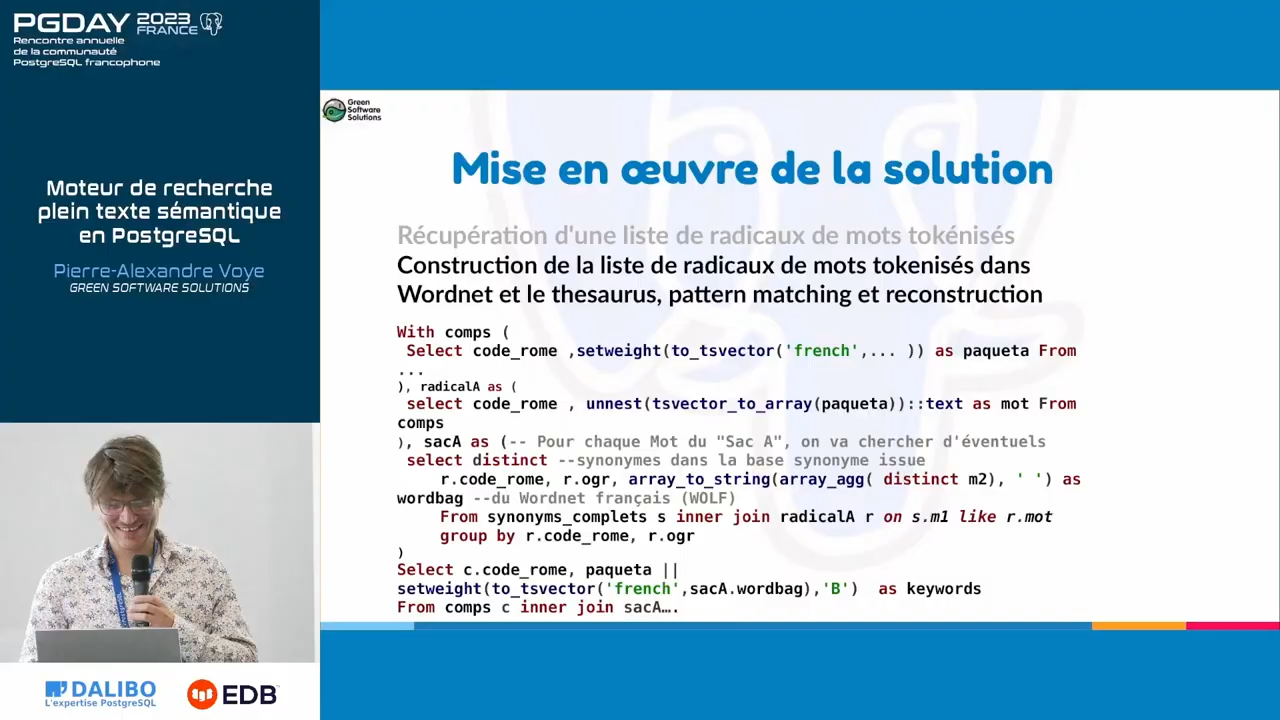 PGDAY 2023 FRANCE
Rencontre annuelle
de la communauté
PostgreSQL francophone
Moteur de recherche
plein texte sémantique
en PostgreSQL
Pierre-Alexandre Voye
GREEN SOFTWARE SOLUTIONS
PostgreSQL
DALIBO
L'expertise PostgreSQL
EDB
Green
Software
Solutions
Mise en œuvre de la solution
Récupération d'une liste de radicaux de mots tokénisés
Construction de la liste de radicaux de mots tokenisés dans
Wordnet et le thesaurus, pattern matching et reconstruction
With comps (
Select code_rome ,setweight(to_tsvector('french',... )) as paqueta From
...
), radicalA as (
select code_rome , unnest(tsvector_to_array(paqueta))::text as mot From
comps
), sacA as (-- Pour chaque Mot du "Sac A", on va chercher d'éventuels
select distinct --synonymes dans la base synonyme issue
r.code_rome, r.ogr, array_to_string(array_agg( distinct m2), ' ') as
wordbag --du Wordnet français (WOLF)
From synonyms_complets s inner join radicalA r on s.m1 like r.mot
group by r.code_rome, r.ogr
)
Select c.code_rome, paqueta ||
setweight(to_tsvector('french',sacA.wordbag),'B') as keywords
From comps c inner join sacA….